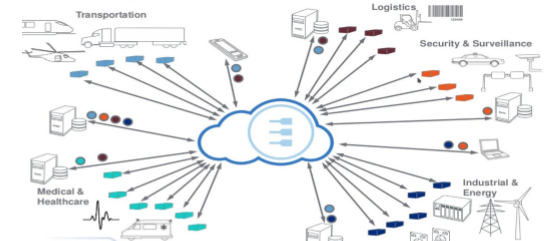 Transportation
Logistics
Security & Surveillance
Medical &
Healthcare
Industrial &
Energy